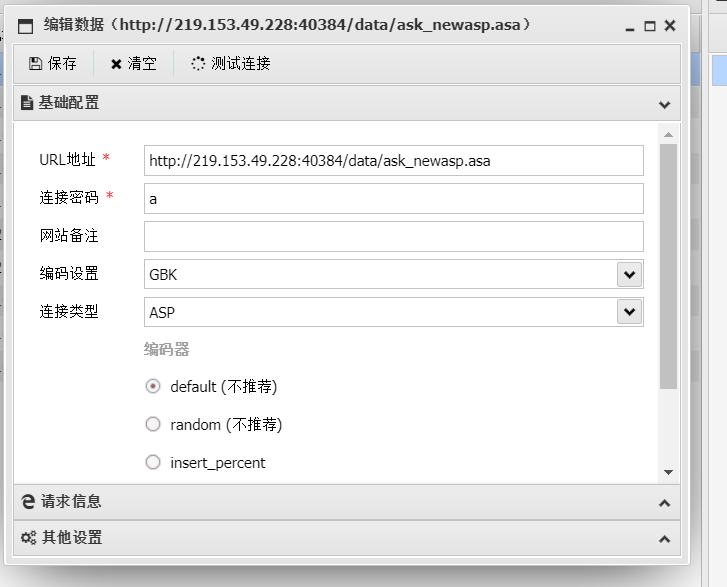 编辑数据（http://219.153.49.228:40384/data/ask_newasp.asa）
保存 清空 测试连接
基础配置
URL地址 * http://219.153.49.228:40384/data/ask_newasp.asa
连接密码 * a
网站备注
编码设置 GBK
连接类型 ASP
编码器
default (不推荐)
random (不推荐)
insert_percent
请求信息
其他设置